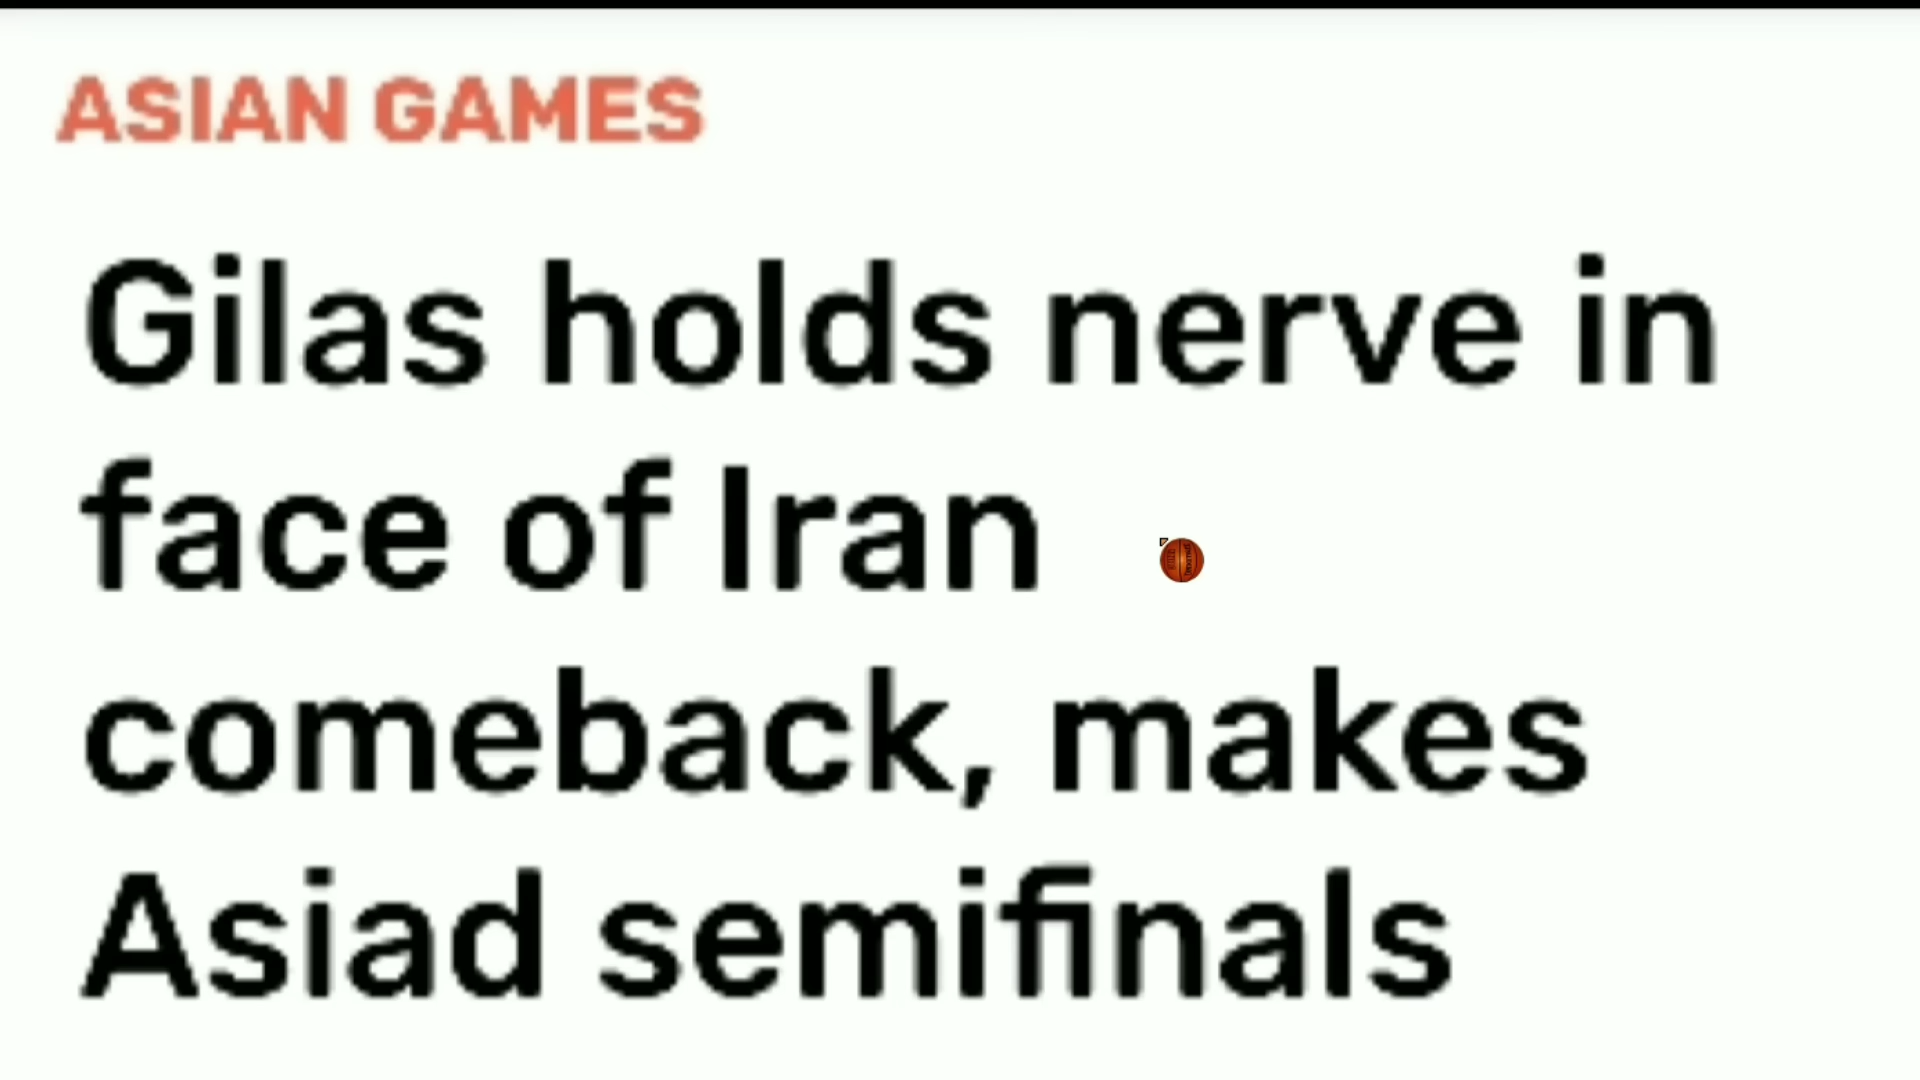 ASIAN GAMES
Gilas holds nerve in
face of Iran
comeback, makes
Asiad semifinals